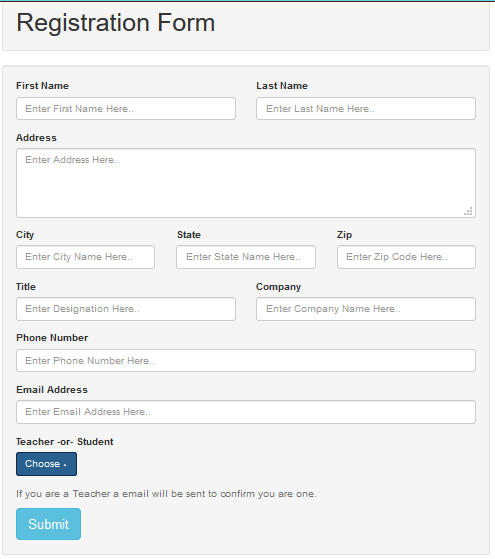 Registration Form
First Name Last Name
Enter First Name Here.. Enter Last Name Here..
Address
Enter Address Here..
City State Zip
Enter City Name Here.. Enter State Name Here.. Enter Zip Code Here..
Title Company
Enter Designation Here.. Enter Company Name Here..
Phone Number
Enter Phone Number Here..
Email Address
Enter Email Address Here..
Teacher -or- Student
Choose
If you are a Teacher a email will be sent to confirm you are one.
Submit